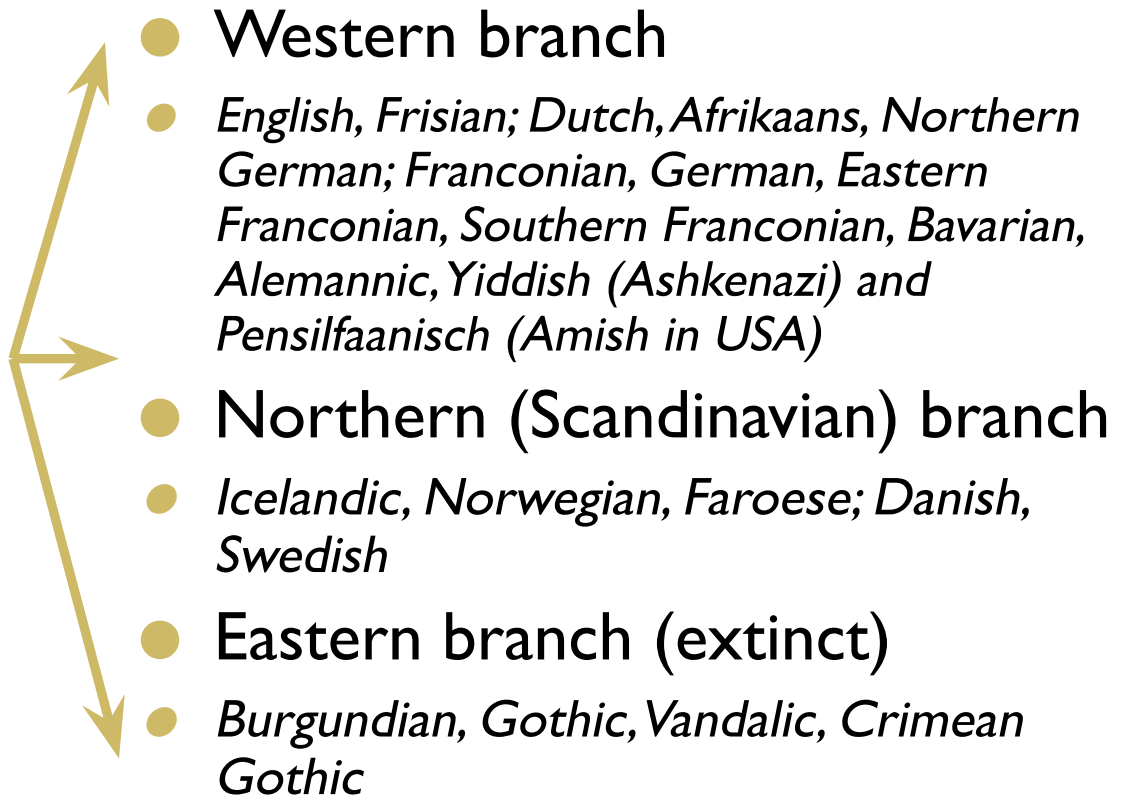 ● Western branch
● English, Frisian; Dutch, Afrikaans, Northern
German; Franconian, German, Eastern
Franconian, Southern Franconian, Bavarian,
Alemannic, Yiddish (Ashkenazi) and
Pensilfaanisch (Amish in USA)
● Northern (Scandinavian) branch
● Icelandic, Norwegian, Faroese; Danish,
Swedish
● Eastern branch (extinct)
● Burgundian, Gothic, Vandalic, Crimean
Gothic